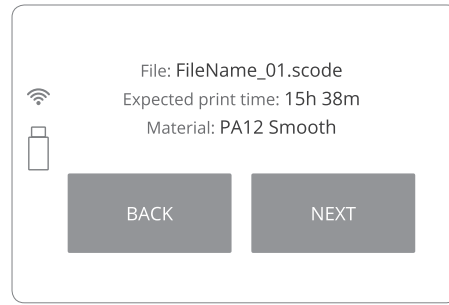 File: FileName_01.scode
Expected print time: 15h 38m
Material: PA12 Smooth
BACK
NEXT